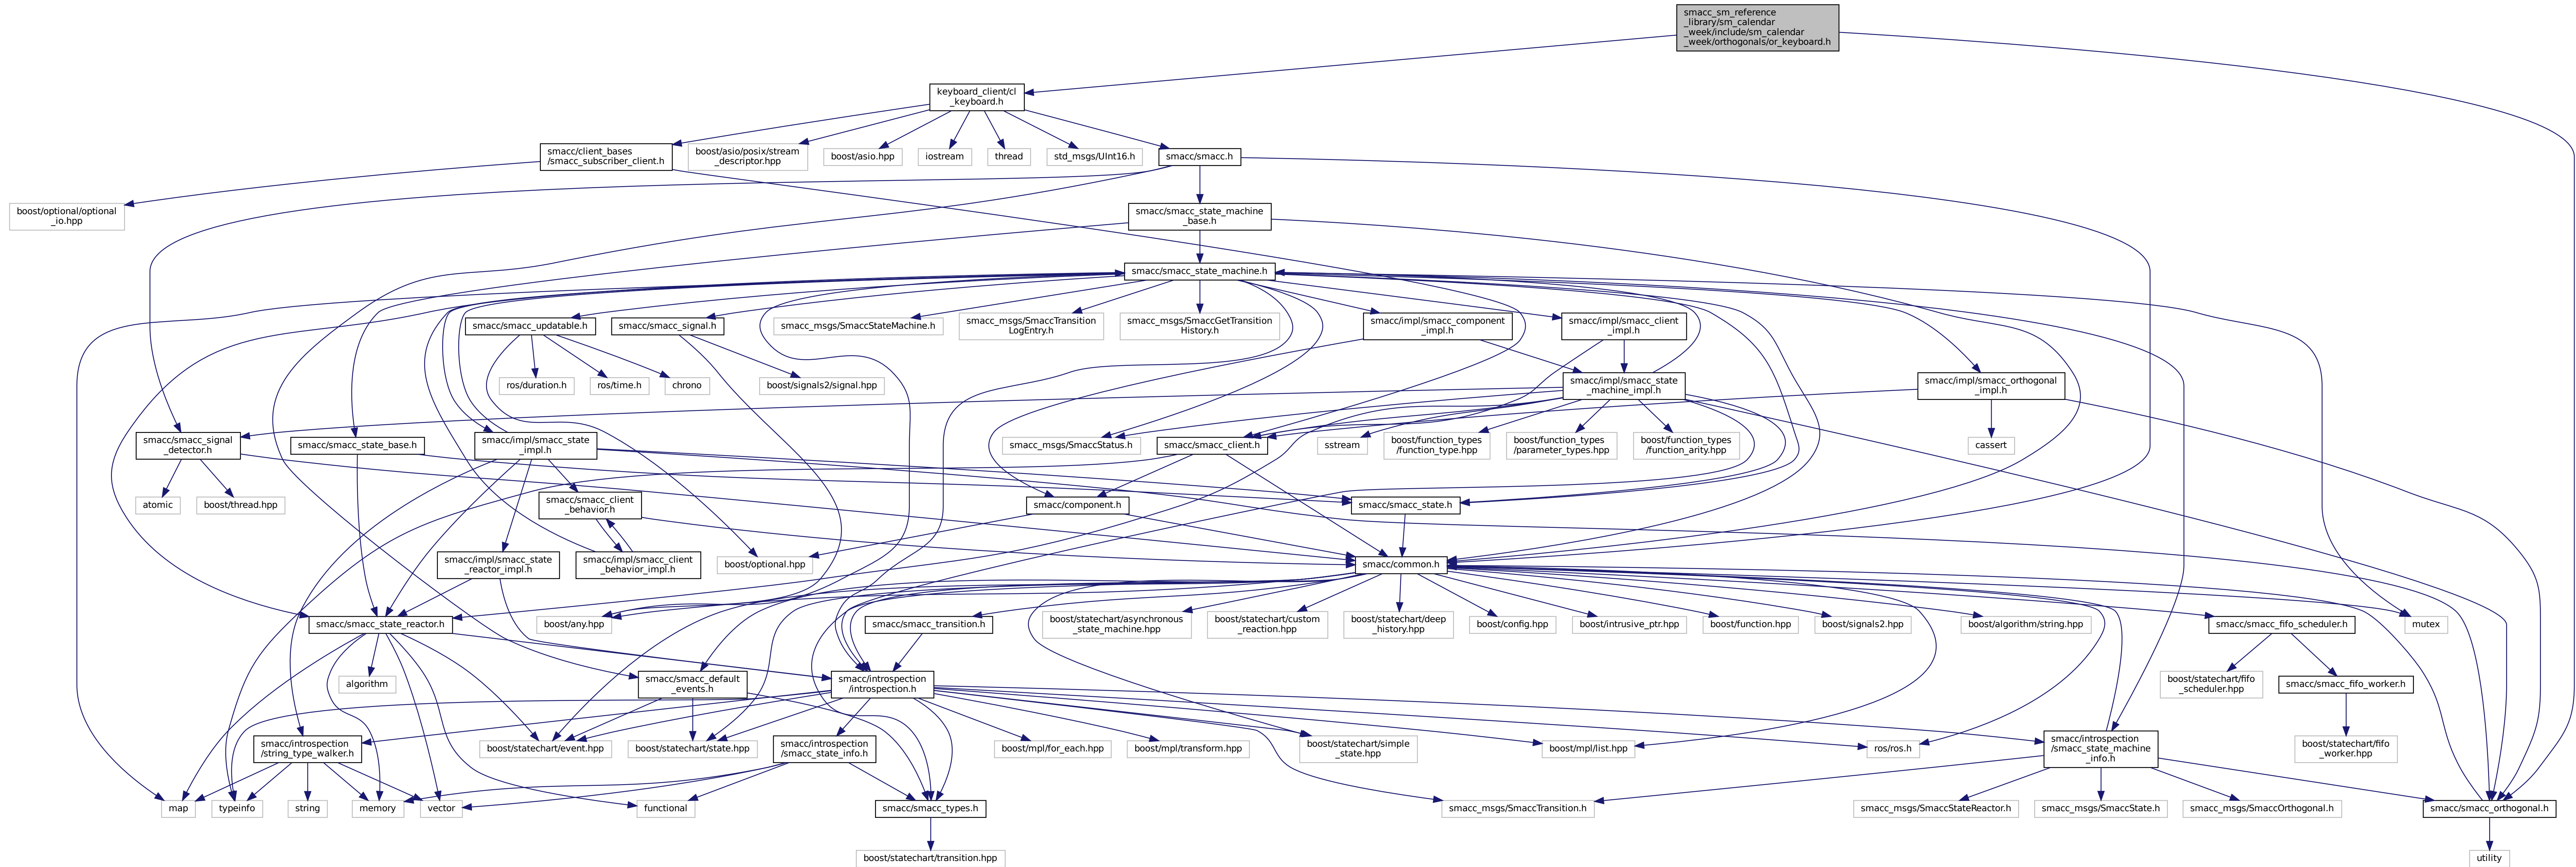 smacc_sm_reference
_library/sm_calendar
_week/include/sm_calendar
_week/orthogonals/or_keyboard.h
keyboard_client/cl
_keyboard.h
smacc/client_bases
/smacc_subscriber_client.h
boost/asio/posix/stream
_descriptor.hpp
boost/asio.hpp
iostream
thread
std_msgs/UInt16.h
smacc/smacc.h
boost/optional/optional
_io.hpp
smacc/smacc_state_machine
_base.h
smacc/smacc_state_machine.h
smacc/smacc_updatable.h
smacc/smacc_signal.h
smacc_msgs/SmaccStateMachine.h
smacc_msgs/SmaccTransition
LogEntry.h
smacc_msgs/SmaccGetTransition
History.h
smacc/impl/smacc_component
_impl.h
smacc/impl/smacc_client
_impl.h
ros/duration.h
ros/time.h
chrono
boost/signals2/signal.hpp
smacc/impl/smacc_state
_machine_impl.h
smacc/impl/smacc_orthogonal
_impl.h
smacc/smacc_signal
_detector.h
smacc/smacc_state_base.h
smacc/impl/smacc_state
_impl.h
smacc_msgs/SmaccStatus.h
smacc/smacc_client.h
sstream
boost/function_types
/function_type.hpp
boost/function_types
/parameter_types.hpp
boost/function_types
/function_arity.hpp
cassert
atomic
boost/thread.hpp
smacc/smacc_client
_behavior.h
smacc/component.h
smacc/smacc_state.h
smacc/impl/smacc_state
_reactor_impl.h
smacc/impl/smacc_client
_behavior_impl.h
boost/optional.hpp
smacc/common.h
smacc/smacc_state_reactor.h
boost/any.hpp
smacc/smacc_transition.h
boost/statechart/asynchronous
_state_machine.hpp
boost/statechart/custom
_reaction.hpp
boost/statechart/deep
_history.hpp
boost/config.hpp
boost/intrusive_ptr.hpp
boost/function.hpp
boost/signals2.hpp
boost/algorithm/string.hpp
smacc/smacc_fifo_scheduler.h
mutex
algorithm
smacc/smacc_default
_events.h
smacc/introspection
/introspection.h
boost/statechart/fifo
_scheduler.hpp
smacc/smacc_fifo_worker.h
smacc/introspection
/string_type_walker.h
boost/statechart/event.hpp
boost/statechart/state.hpp
smacc/introspection
/smacc_state_info.h
boost/mpl/for_each.hpp
boost/mpl/transform.hpp
boost/statechart/simple
_state.hpp
boost/mpl/list.hpp
ros/ros.h
smacc/introspection
/smacc_state_machine
_info.h
boost/statechart/fifo
_worker.hpp
map
typeinfo
string
memory
vector
functional
smacc/smacc_types.h
smacc_msgs/SmaccTransition.h
smacc_msgs/SmaccStateReactor.h
smacc_msgs/SmaccState.h
smacc_msgs/SmaccOrthogonal.h
smacc/smacc_orthogonal.h
boost/statechart/transition.hpp
utility